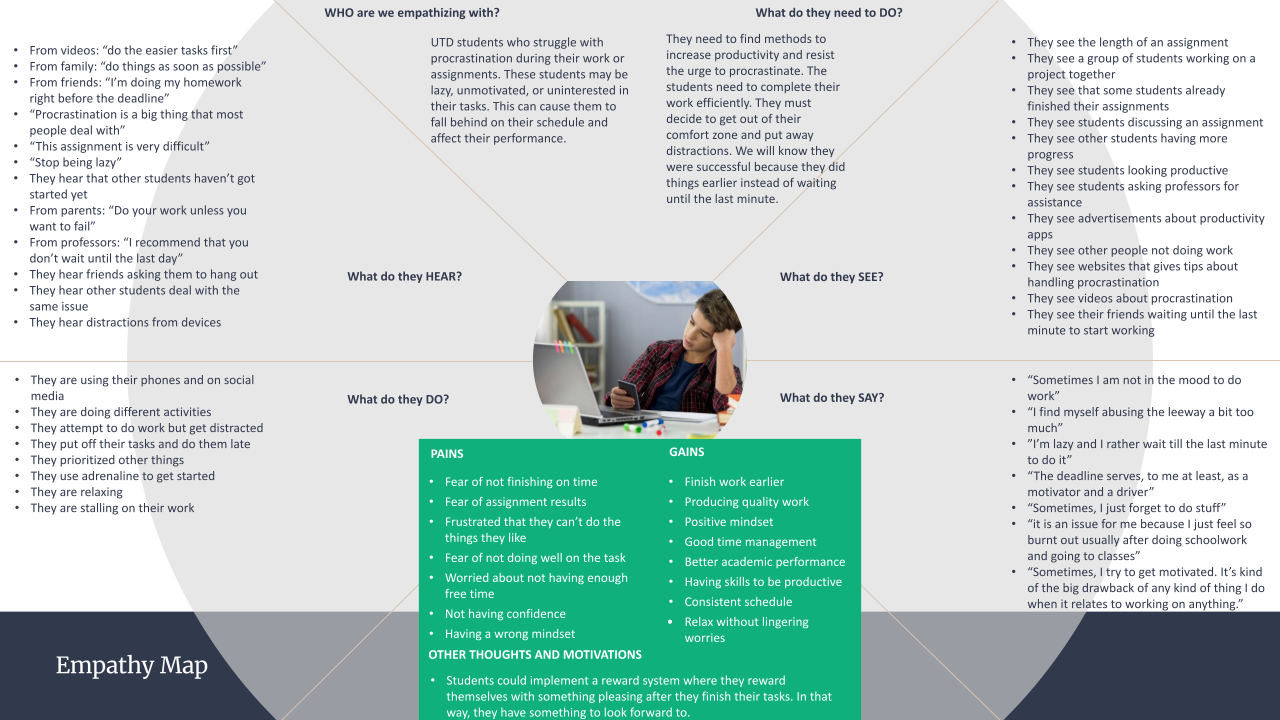 WHO are we empathizing with?
UTD students who struggle with
procrastination during their work or
assignments. These students may be
lazy, unmotivated, or uninterested in
their tasks. This can cause them to
fall behind on their schedule and
affect their performance.
What do they need to DO?
They need to find methods to
increase productivity and resist
the urge to procrastinate. The
students need to complete their
work efficiently. They must
decide to get out of their
comfort zone and put away
distractions. We will know they
were successful because they did
things earlier instead of waiting
until the last minute.
• From videos: “do the easier tasks first”
• From family: “do things as soon as possible”
• From friends: “I’m doing my homework
right before the deadline”
• “Procrastination is a big thing that most
people deal with”
• “This assignment is very difficult”
• “Stop being lazy”
• They hear that other students haven’t got
started yet
• From parents: “Do your work unless you
want to fail”
• From professors: “I recommend that you
don’t wait until the last day”
• They hear friends asking them to hang out
• They hear other students deal with the
same issue
• They hear distractions from devices
What do they HEAR?
What do they SEE?
• They see the length of an assignment
• They see a group of students working on a
project together
• They see that some students already
finished their assignments
• They see students discussing an assignment
• They see other students having more
progress
• They see students looking productive
• They see students asking professors for
assistance
• They see advertisements about productivity
apps
• They see other people not doing work
• They see websites that gives tips about
handling procrastination
• They see videos about procrastination
• They see their friends waiting until the last
minute to start working
• They are using their phones and on social
media
• They are doing different activities
• They attempt to do work but get distracted
• They put off their tasks and do them late
• They prioritized other things
• They use adrenaline to get started
• They are relaxing
• They are stalling on their work
What do they DO?
What do they SAY?
• “Sometimes I am not in the mood to do
work”
• “I find myself abusing the leeway a bit too
much”
• ”I’m lazy and I rather wait till the last minute
to do it”
• “The deadline serves, to me at least, as a
motivator and a driver”
• “Sometimes, I just forget to do stuff”
• “it is an issue for me because I just feel so
burnt out usually after doing schoolwork
and going to classes”
• “Sometimes, I try to get motivated. It’s kind
of the big drawback of any kind of thing I do
when it relates to working on anything.”
PAINS
• Fear of not finishing on time
• Fear of assignment results
• Frustrated that they can’t do the
things they like
• Fear of not doing well on the task
• Worried about not having enough
free time
• Not having confidence
• Having a wrong mindset
GAINS
• Finish work earlier
• Producing quality work
• Positive mindset
• Good time management
• Better academic performance
• Having skills to be productive
• Consistent schedule
• Relax without lingering
worries
OTHER THOUGHTS AND MOTIVATIONS
• Students could implement a reward system where they reward
themselves with something pleasing after they finish their tasks. In that
way, they have something to look forward to.
Empathy Map